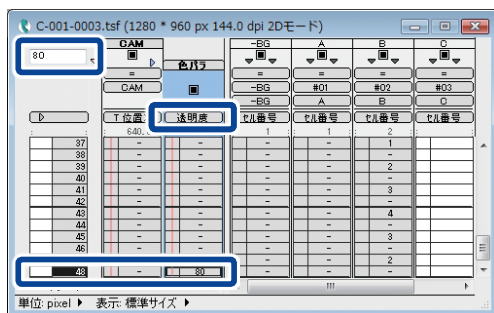 C-001-0003.tsf (1280 * 960 px 144.0 dpi 2Dモード)
80
CAM -BG A B C
色パラ
= = = = =
CAM -BG #01 #02 #03
-BG A B C
透明度 セル番号 セル番号 セル番号 セル番号
: 640. : 1 : 1 : 2 :
37 - - - - 1
38 - - - - -
39 - - - - 2
40 - - - - -
41 - - - - 3
42 - - - - -
43 - - - - 4
44 - - - - -
45 - - - - 3
46 - - - - -
- - - - 2
48 - 80 - - -
単位: pixel 表示: 標準サイズ